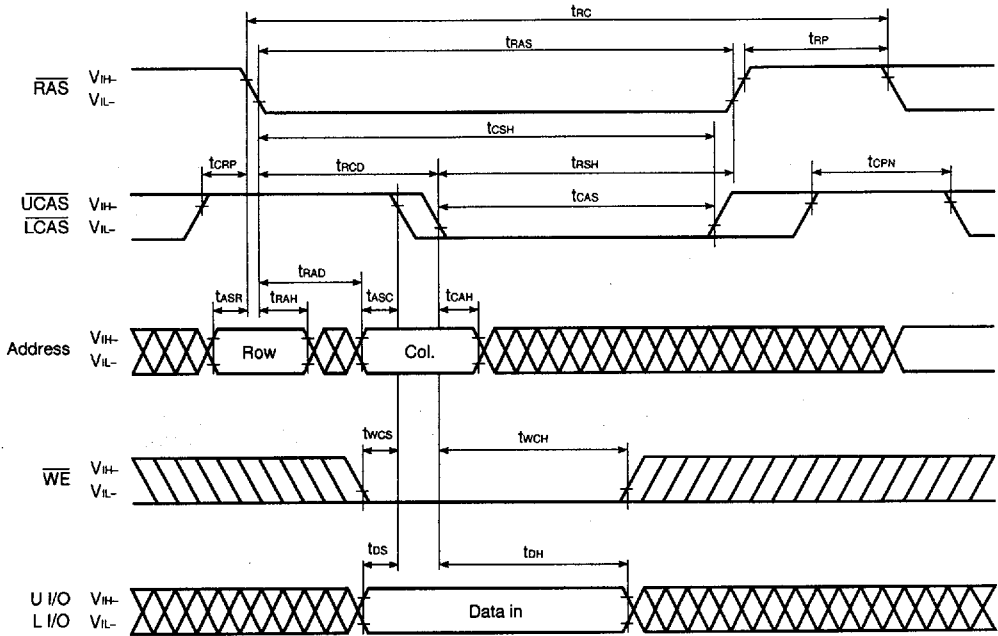 tRC
tRAS
tRP
RAS
VIH–
VIL–
tCSH
tCRP
tRCD
tRSH
tCPN
tCAS
UCAS
VIH–
LCAS
VIL–
tRAD
tASR
tRAH
tASC
tCAH
Address
VIH–
VIL–
Row
Col.
tWCS
tWCH
WE
VIH–
VIL–
tDS
tDH
U I/O
VIH–
L I/O
VIL–
Data in